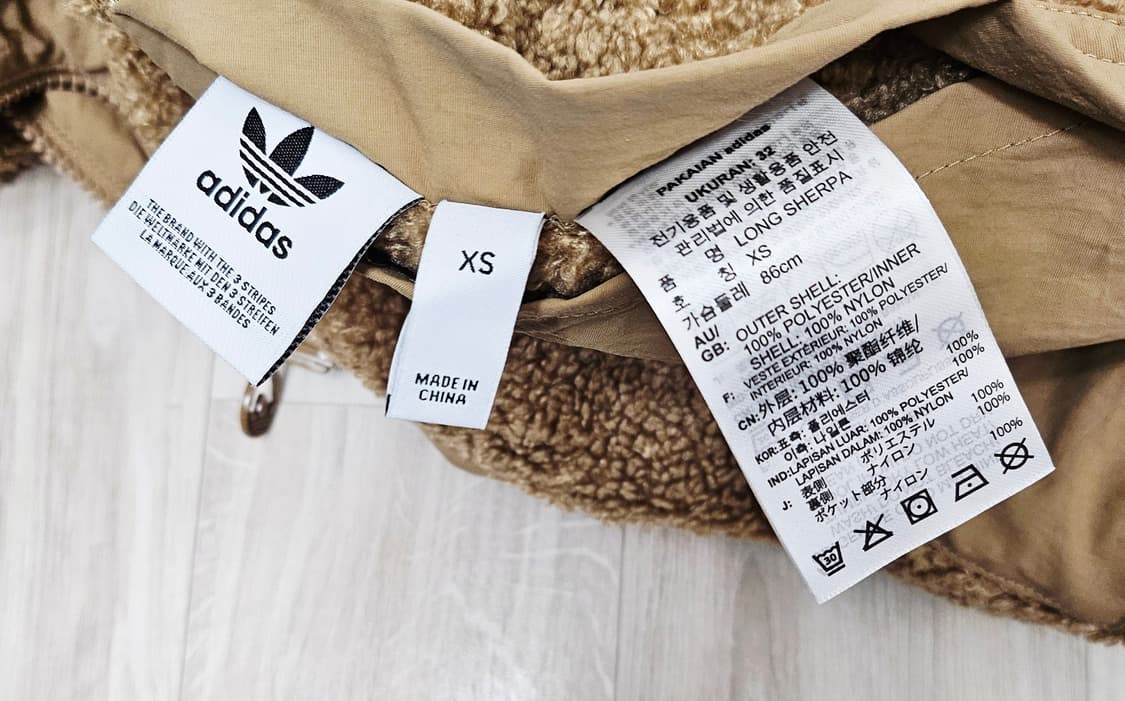 adidas
THE BRAND WITH THE 3 STRIPES
DIE WELTMARKE MIT DEN 3 STREIFEN
LA MARQUE AUX 3 BANDES
XS
MADE IN
CHINA
PAKAIAN adidas
UKURAN: 32
전기용품 및 생활용품 안전
관리법에 의한 품질표시
품 명 LONG SHERPA
호 칭 XS
가슴둘레 86cm
AU/
GB: OUTER SHELL:
100% POLYESTER/INNER
SHELL: 100% NYLON
F: VESTE EXTÉRIEUR: 100% POLYESTER/
INTERIEUR: 100% NYLON
CN: 外层: 100% 聚酯纤维/
内层材料: 100% 锦纶
KOR: 표측: 폴리에스터 100%
이측: 나일론 100%
IND: LAPISAN LUAR: 100% POLYESTER/
LAPISAN DALAM: 100% NYLON
J: 表側 ポリエステル 100%
裏側 ナイロン 100%
ポケット部分 ナイロン 100%
30